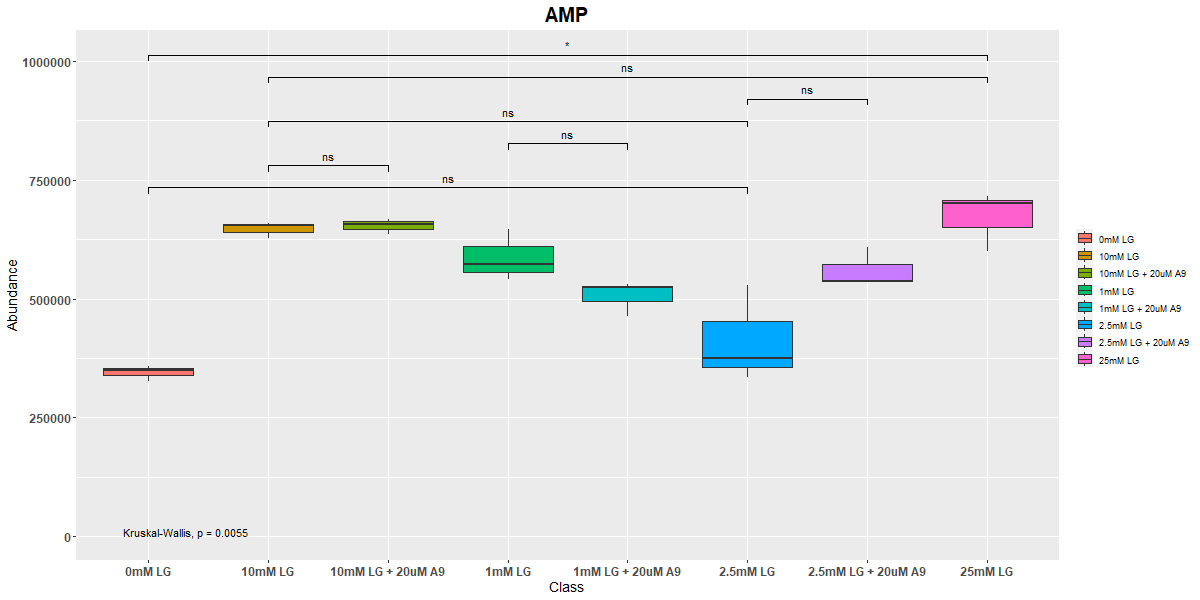 AMP
*
ns
ns
ns
ns
ns
ns
1000000
750000
500000
250000
0
Abundance
Kruskal-Wallis, p = 0.0055
0mM LG
10mM LG
10mM LG + 20uM A9
1mM LG
1mM LG + 20uM A9
2.5mM LG
2.5mM LG + 20uM A9
25mM LG
Class
0mM LG
10mM LG
10mM LG + 20uM A9
1mM LG
1mM LG + 20uM A9
2.5mM LG
2.5mM LG + 20uM A9
25mM LG